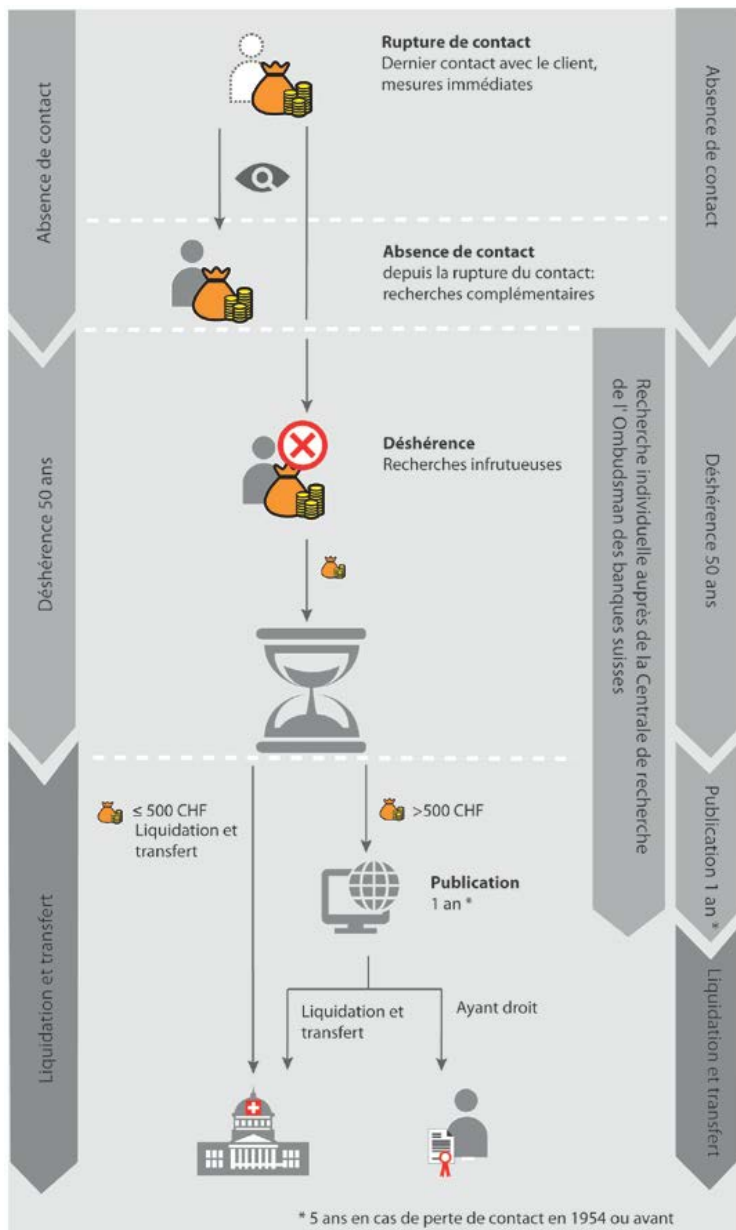 Absence de contact
Déshérence 50 ans
Liquidation et transfert
Rupture de contact
Dernier contact avec le client,
mesures immédiates
Absence de contact
depuis la rupture du contact:
recherches complémentaires
Déshérence
Recherches infrutueuses
≤ 500 CHF
Liquidation et
transfert
>500 CHF
Publication
1 an *
Liquidation et
transfert
Ayant droit
Recherche individuelle auprès de la Centrale de recherche
de l' Ombudsman des banques suisses
Absence de contact
Déshérence 50 ans
Publication 1 an *
Liquidation et transfert
* 5 ans en cas de perte de contact en 1954 ou avant